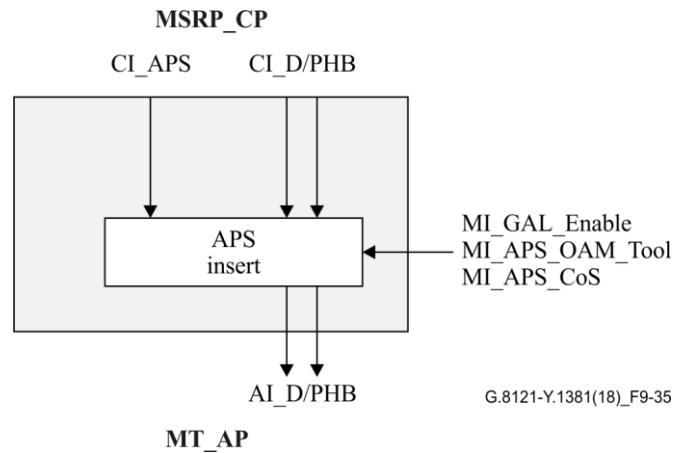 MSRP_CP
CI_APS CI_D/PHB
APS
insert
MI_GAL_Enable
MI_APS_OAM_Tool
MI_APS_CoS
AI_D/PHB
G.8121-Y.1381(18)_F9-35
MT_AP